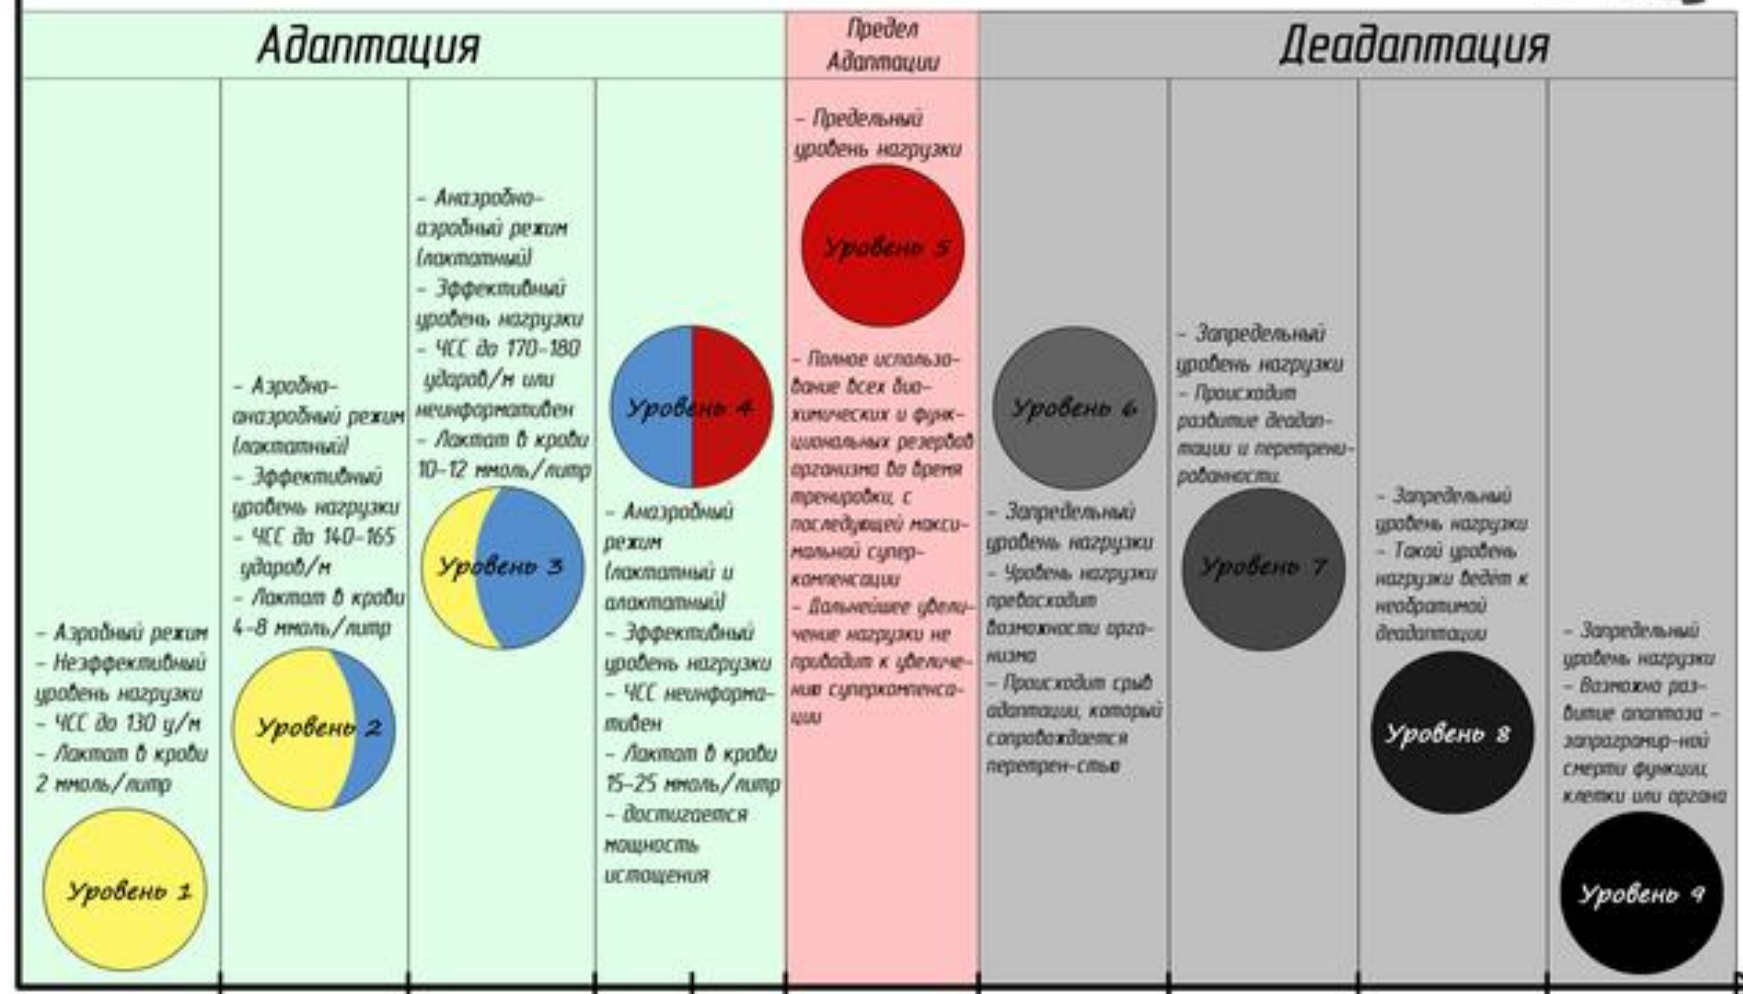 Адаптация
Предел
Адаптации
Деадаптация
- Аэробный режим
- Неэффективный
уровень нагрузки
- ЧСС до 130 у/м
- Лактат в крови
2 ммоль/литр
Уровень 1
- Аэробно-
анаэробный режим
(лактатный)
- Эффективный
уровень нагрузки
- ЧСС до 140-165
ударов/м
- Лактат в крови
4-8 ммоль/литр
Уровень 2
- Анаэробно-
аэробный режим
(лактатный)
- Эффективный
уровень нагрузки
- ЧСС до 170-180
ударов/м или
неинформативен
- Лактат в крови
10-12 ммоль/литр
Уровень 3
Уровень 4
- Анаэробный
режим
(лактатный и
алактатный)
- Эффективный
уровень нагрузки
- ЧСС неинформа-
тивен
- Лактат в крови
15-25 ммоль/литр
- достигается
мощность
истощения
- Предельный
уровень нагрузки
Уровень 5
- Полное использо-
вание всех био-
химических и функ-
циональных резервов
организма во время
тренировки, с
последующей макси-
мальной супер-
компенсации
- Дальнейшее увели-
чение нагрузки не
приводит к увеличе-
нию суперкомпенса-
ции
Уровень 6
- Запредельный
уровень нагрузки
- Уровень нагрузки
превосходит
возможности орга-
низма
- Происходит срыв
адаптации, который
сопровождается
перетрен-стью
- Запредельный
уровень нагрузки
- Происходит
развитие деадап-
тации и перетрени-
рованности.
Уровень 7
- Запредельный
уровень нагрузки
- Такой уровень
нагрузки ведёт к
необратимой
деадаптации
Уровень 8
- Запредельный
уровень нагрузки
- Возможно раз-
витие апоптоза -
запрограмир-ной
смерти функции,
клетки или органа
Уровень 9